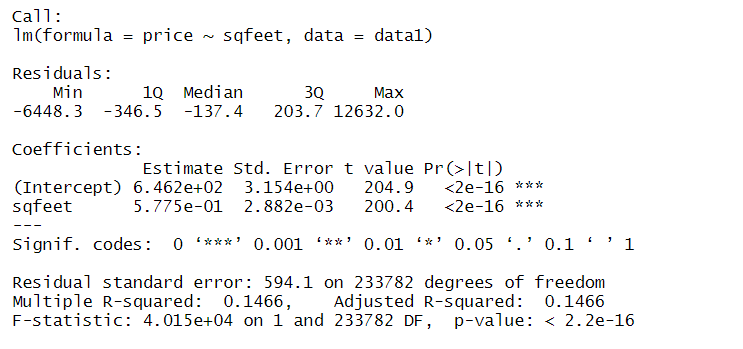 Call:
lm(formula = price ~ sqfeet, data = data1)
Residuals:
Min 1Q Median 3Q Max
-6448.3 -346.5 -137.4 203.7 12632.0
Coefficients:
Estimate Std. Error t value Pr(>|t|)
(Intercept) 6.462e+02 3.154e+00 204.9 <2e-16 ***
sqfeet 5.775e-01 2.882e-03 200.4 <2e-16 ***
---
Signif. codes: 0 ‘***’ 0.001 ‘**’ 0.01 ‘*’ 0.05 ‘.’ 0.1 ‘ ’ 1
Residual standard error: 594.1 on 233782 degrees of freedom
Multiple R-squared: 0.1466, Adjusted R-squared: 0.1466
F-statistic: 4.015e+04 on 1 and 233782 DF, p-value: < 2.2e-16